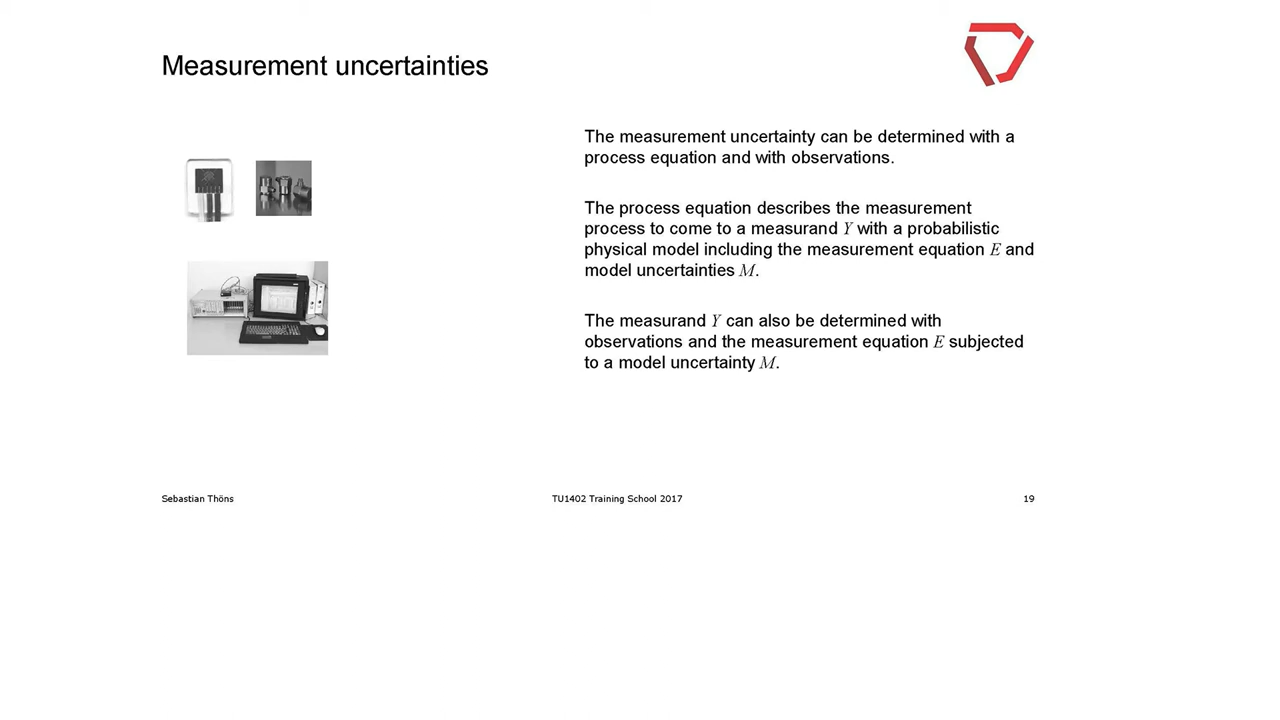 Measurement uncertainties
The measurement uncertainty can be determined with a
process equation and with observations.
The process equation describes the measurement
process to come to a measurand Y with a probabilistic
physical model including the measurement equation E and
model uncertainties M.
The measurand Y can also be determined with
observations and the measurement equation E subjected
to a model uncertainty M.
Sebastian Thöns
TU1402 Training School 2017
19